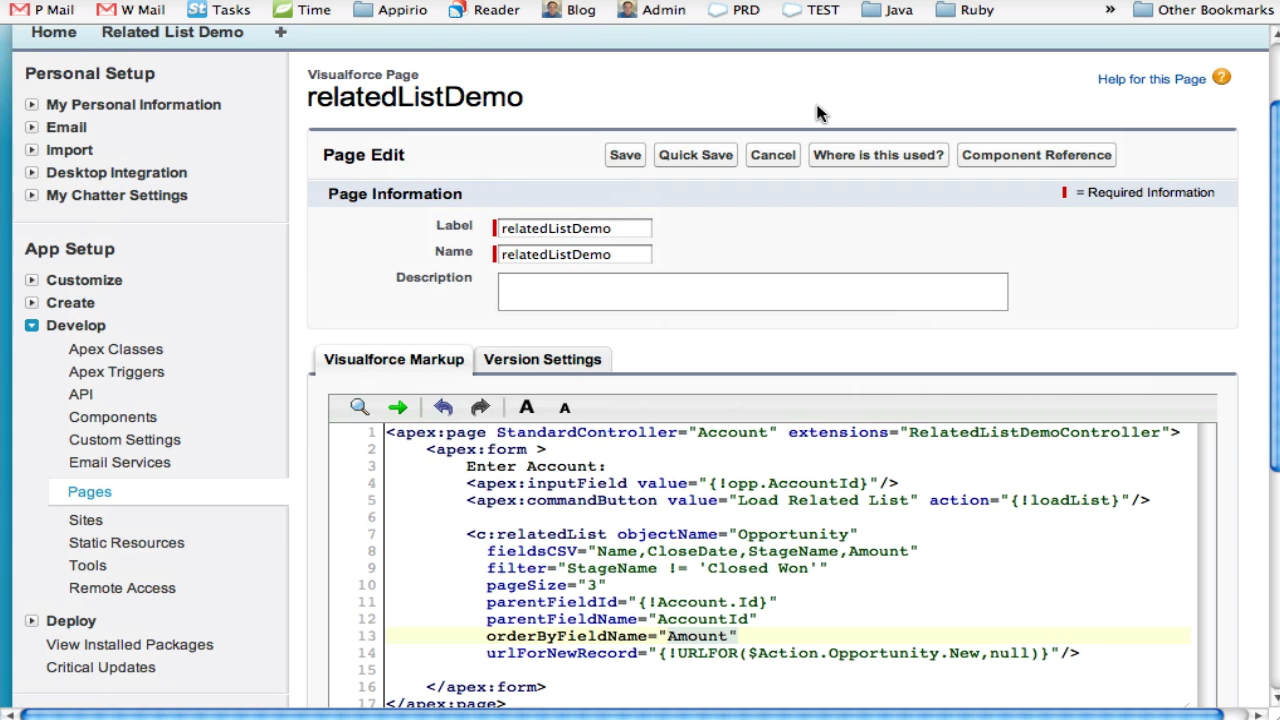 P Mail W Mail St Tasks Time Appirio Reader Blog Admin PRD TEST Java Ruby » Other Bookmarks
Home Related List Demo +
Personal Setup
My Personal Information
Email
Import
Desktop Integration
My Chatter Settings
App Setup
Customize
Create
Develop
Apex Classes
Apex Triggers
API
Components
Custom Settings
Email Services
Pages
Sites
Static Resources
Tools
Remote Access
Deploy
View Installed Packages
Critical Updates
Visualforce Page
relatedListDemo
Help for this Page ?
Page Edit Save Quick Save Cancel Where is this used? Component Reference
Page Information = Required Information
Label relatedListDemo
Name relatedListDemo
Description
Visualforce Markup Version Settings
A A
1 <apex:page StandardController="Account" extensions="RelatedListDemoController">
2 <apex:form >
3 Enter Account:
4 <apex:inputField value="{!opp.AccountId}"/>
5 <apex:commandButton value="Load Related List" action="{!loadList}"/>
6
7 <c:relatedList objectName="Opportunity"
8 fieldsCSV="Name,CloseDate,StageName,Amount"
9 filter="StageName != 'Closed Won'"
10 pageSize="3"
11 parentFieldId="{!Account.Id}"
12 parentFieldName="AccountId"
13 orderByFieldName="Amount"
14 urlForNewRecord="{!URLFOR($Action.Opportunity.New,null)}"/>
15
16 </apex:form>
17 </apex:page>